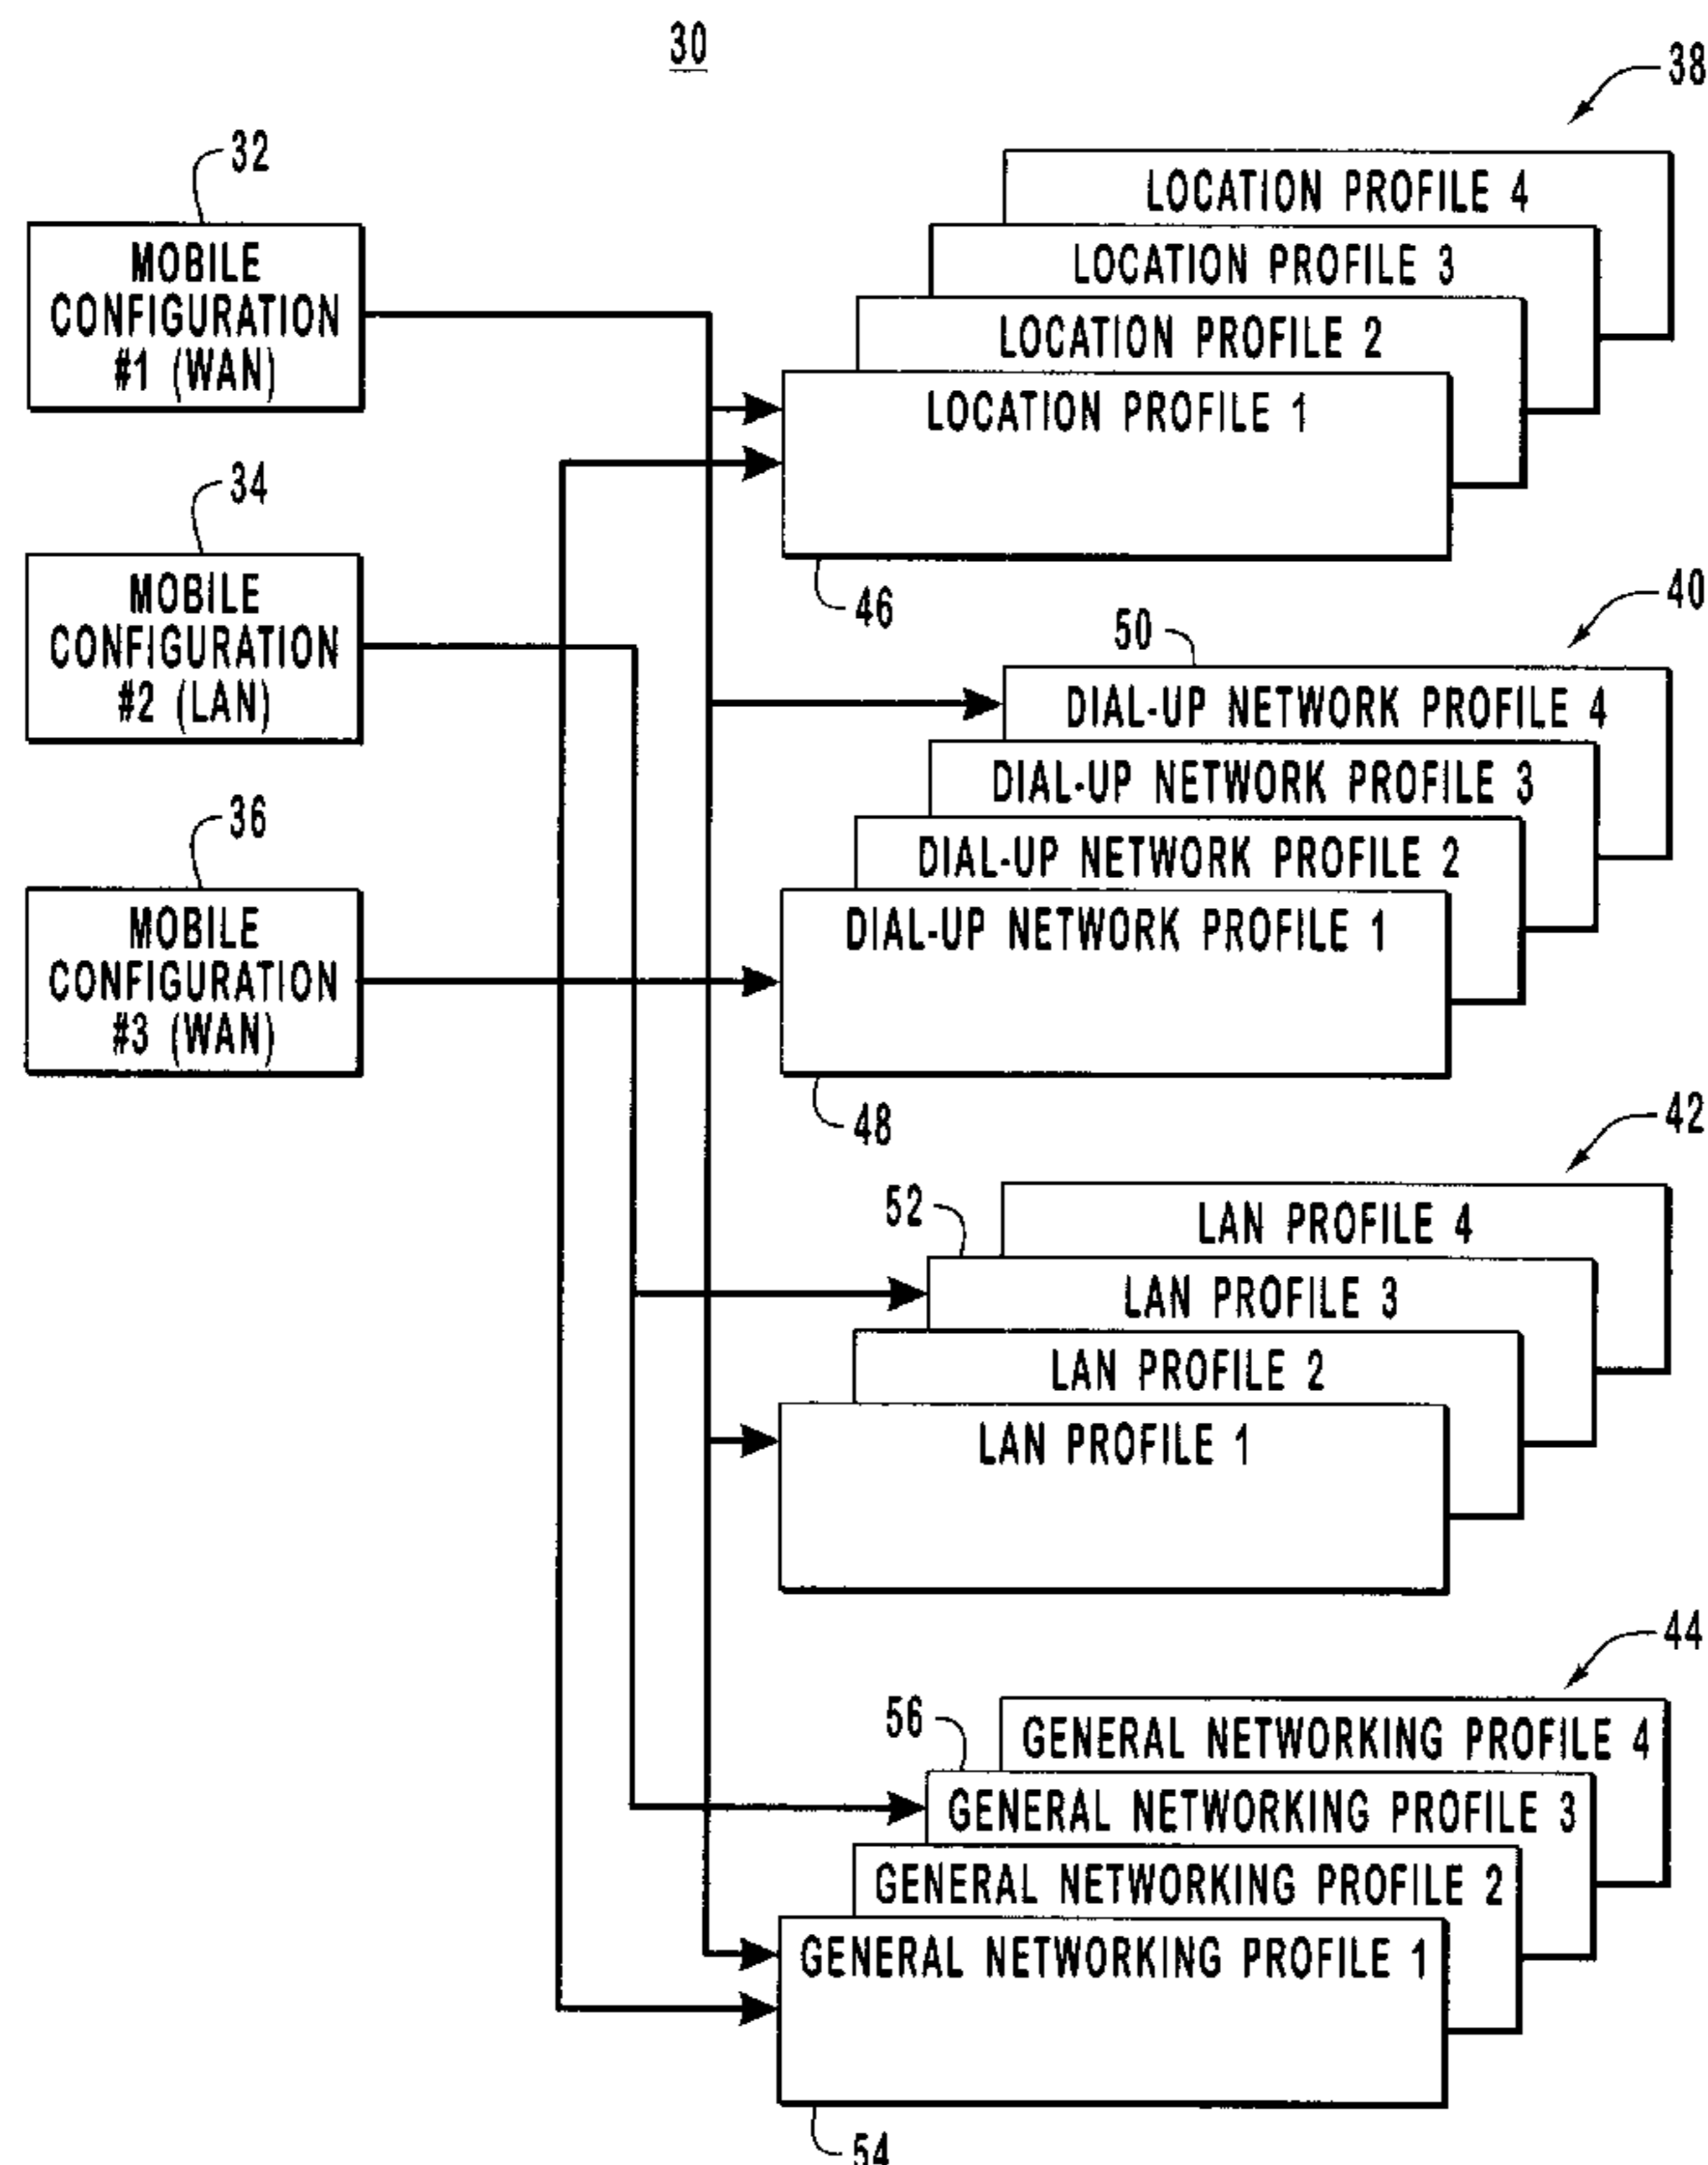 30
38
32
LOCATION PROFILE 4
MOBILE
CONFIGURATION
#1 (WAN)
LOCATION PROFILE 3
LOCATION PROFILE 2
LOCATION PROFILE 1
34
46
MOBILE
CONFIGURATION
#2 (LAN)
40
50
DIAL-UP NETWORK PROFILE 4
DIAL-UP NETWORK PROFILE 3
DIAL-UP NETWORK PROFILE 2
DIAL-UP NETWORK PROFILE 1
36
MOBILE
CONFIGURATION
#3 (WAN)
48
42
52
LAN PROFILE 4
LAN PROFILE 3
LAN PROFILE 2
LAN PROFILE 1
44
56
GENERAL NETWORKING PROFILE 4
GENERAL NETWORKING PROFILE 3
GENERAL NETWORKING PROFILE 2
GENERAL NETWORKING PROFILE 1
54